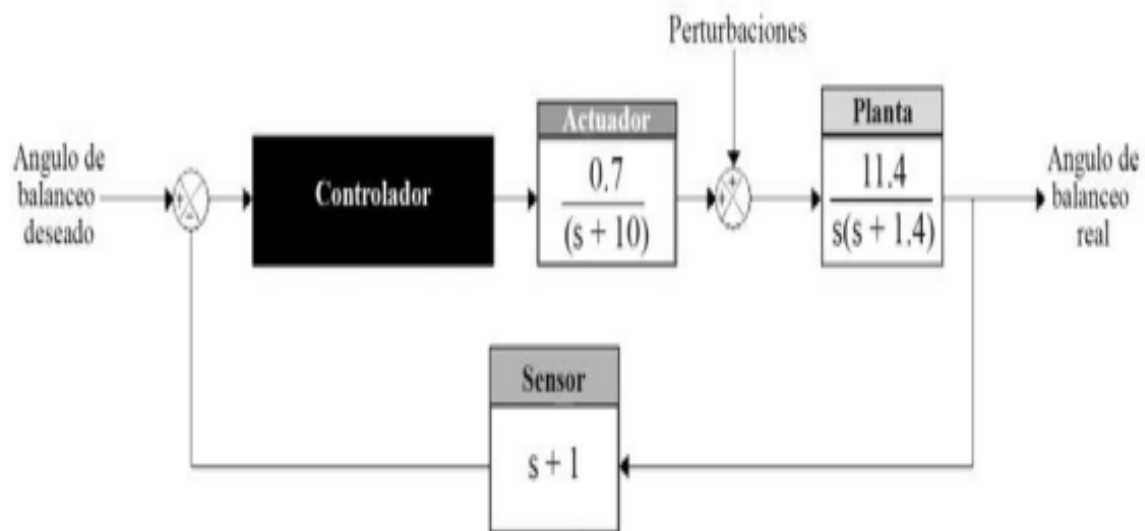 Perturbaciones
Angulo de
balanceo
deseado
+
-
Controlador
Actuador
0.7
(s + 10)
+
+
Planta
11.4
s(s + 1.4)
Angulo de
balanceo
real
Sensor
s + 1